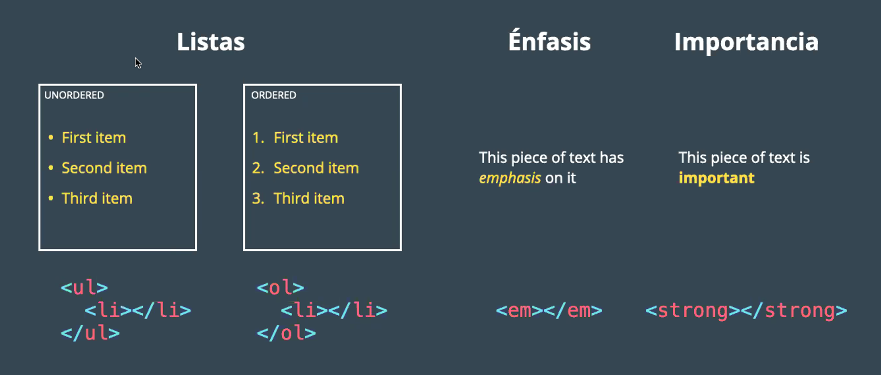 Listas
Énfasis
Importancia
UNORDERED
• First item
• Second item
• Third item
ORDERED
1. First item
2. Second item
3. Third item
This piece of text has
emphasis on it
This piece of text is
important
<ul>
<li></li>
</ul>
<ol>
<li></li>
</ol>
<em></em>
<strong></strong>